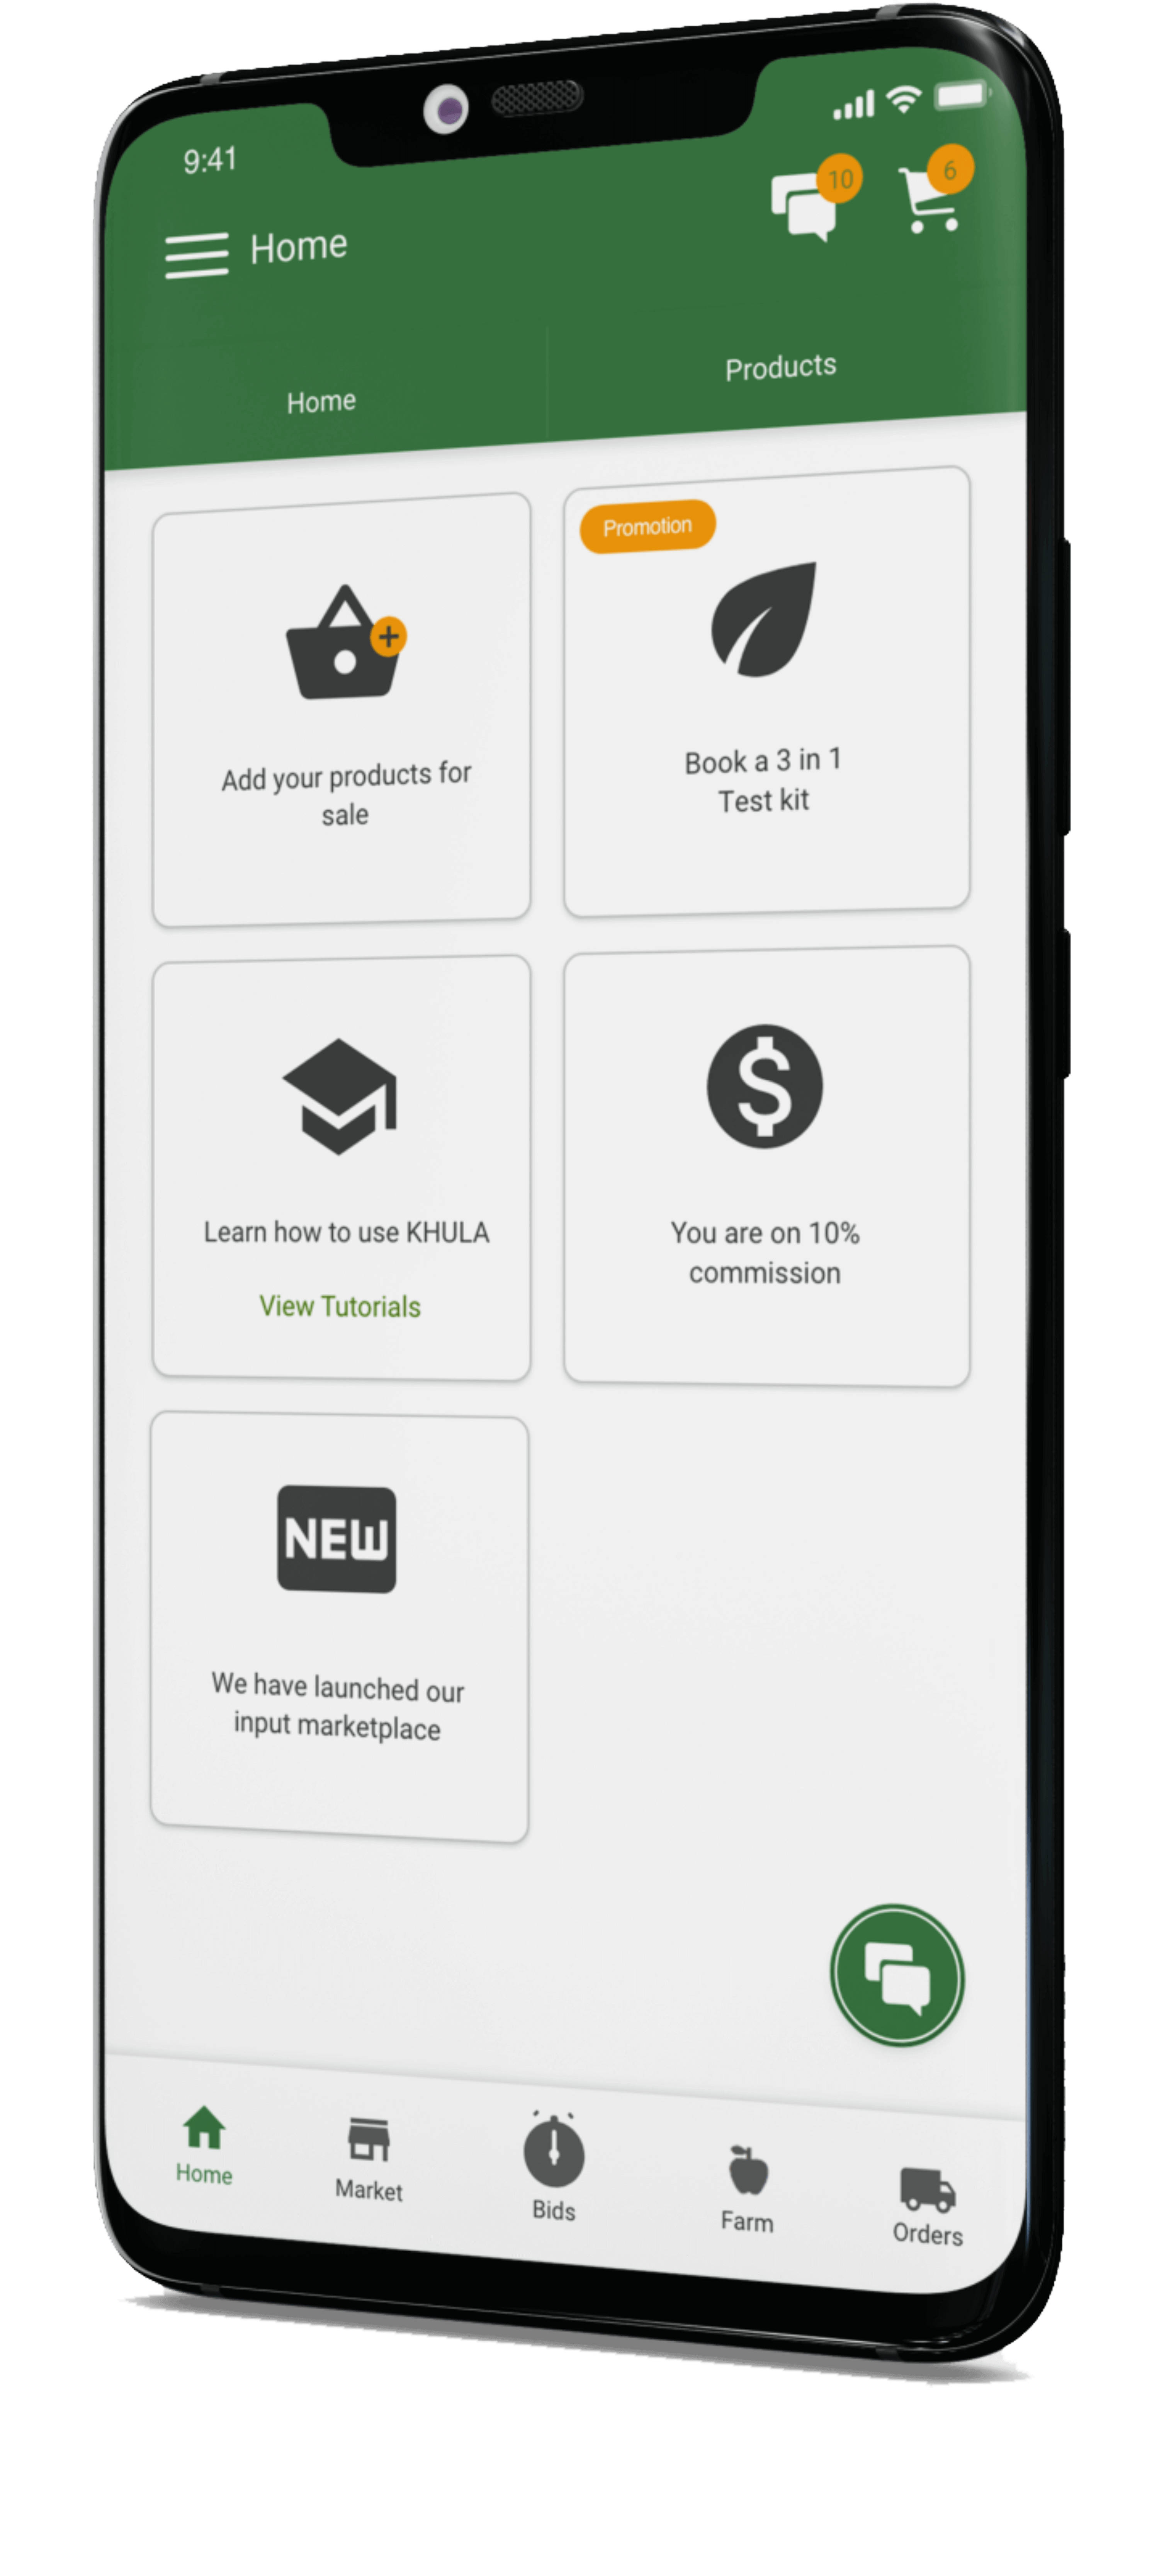 9:41
10
6
Home
Home
Products
Promotion
Add your products for
sale
Book a 3 in 1
Test kit
Learn how to use KHULA
View Tutorials
You are on 10%
commission
NEW
We have launched our
input marketplace
Home
Market
Bids
Farm
Orders